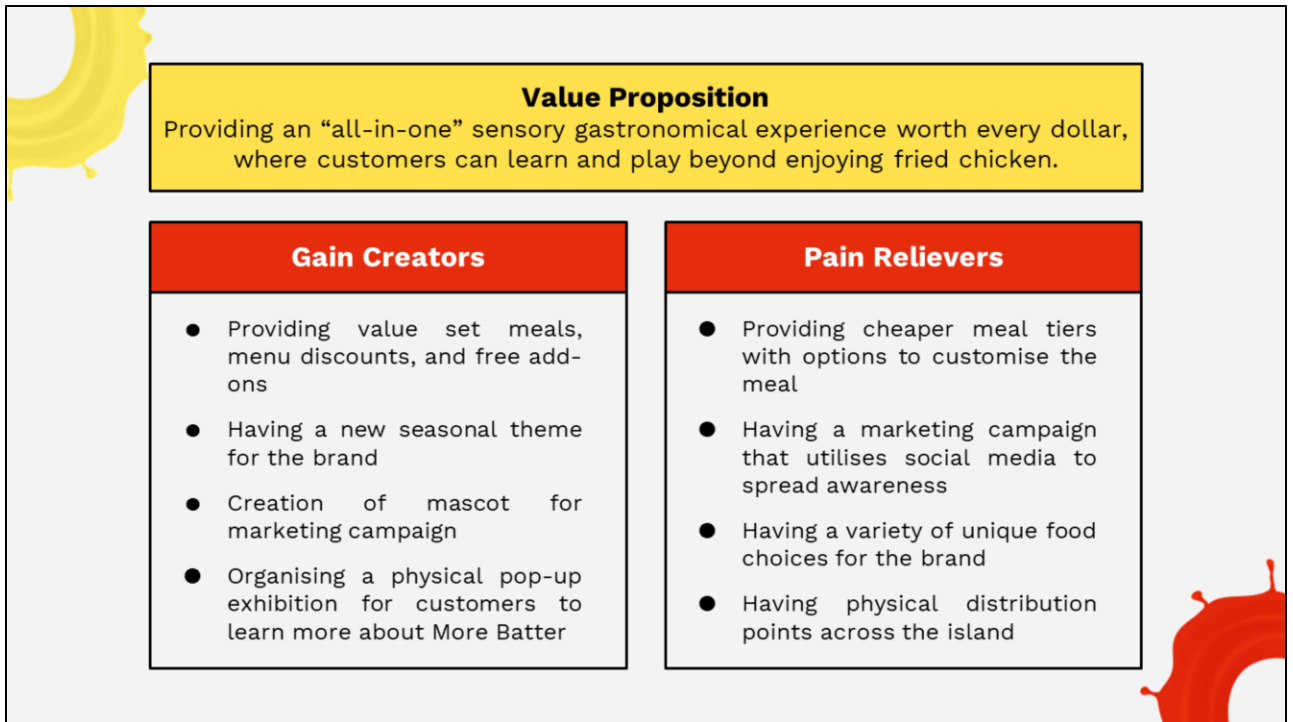 Value Proposition
Providing an “all-in-one” sensory gastronomical experience worth every dollar,
where customers can learn and play beyond enjoying fried chicken.
Gain Creators
● Providing value set meals,
menu discounts, and free add-
ons
● Having a new seasonal theme
for the brand
● Creation of mascot for
marketing campaign
● Organising a physical pop-up
exhibition for customers to
learn more about More Batter
Pain Relievers
● Providing cheaper meal tiers
with options to customise the
meal
● Having a marketing campaign
that utilises social media to
spread awareness
● Having a variety of unique food
choices for the brand
● Having physical distribution
points across the island